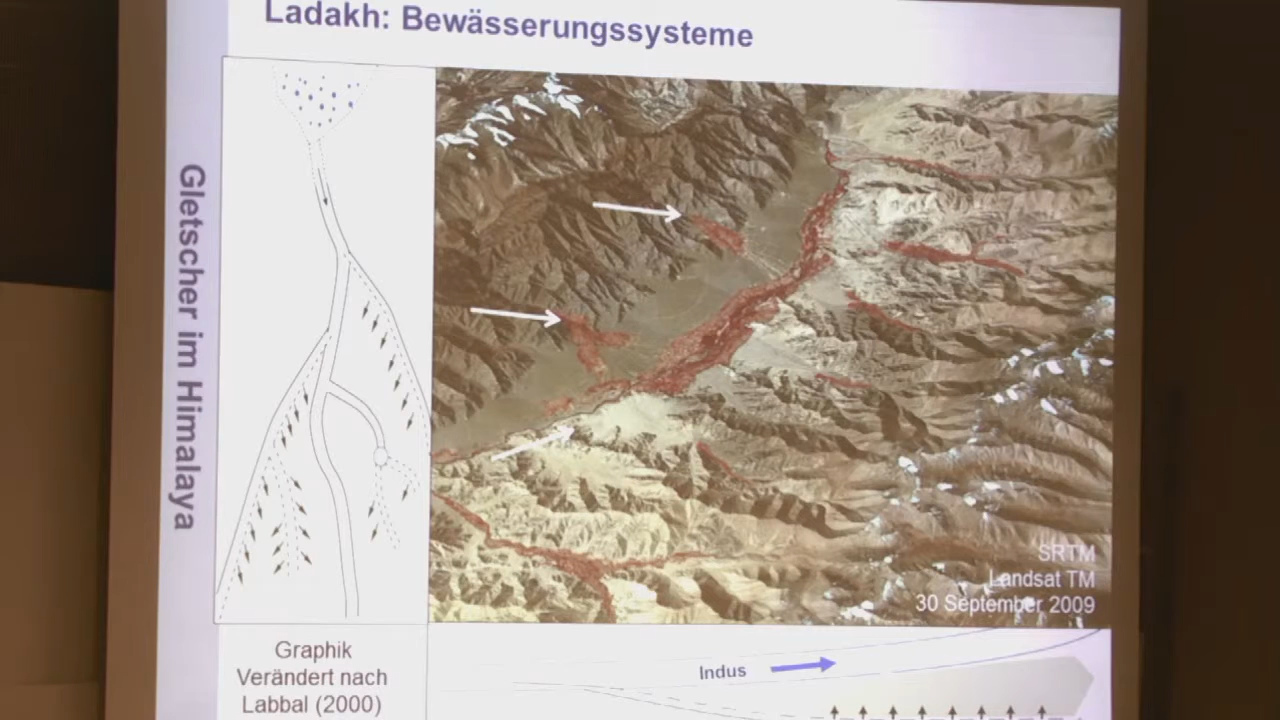 Ladakh: Bewässerungssysteme
Gletscher im Himalaya
SRTM
Landsat TM
30 September 2009
Graphik
Verändert nach
Labbal (2000)
Indus